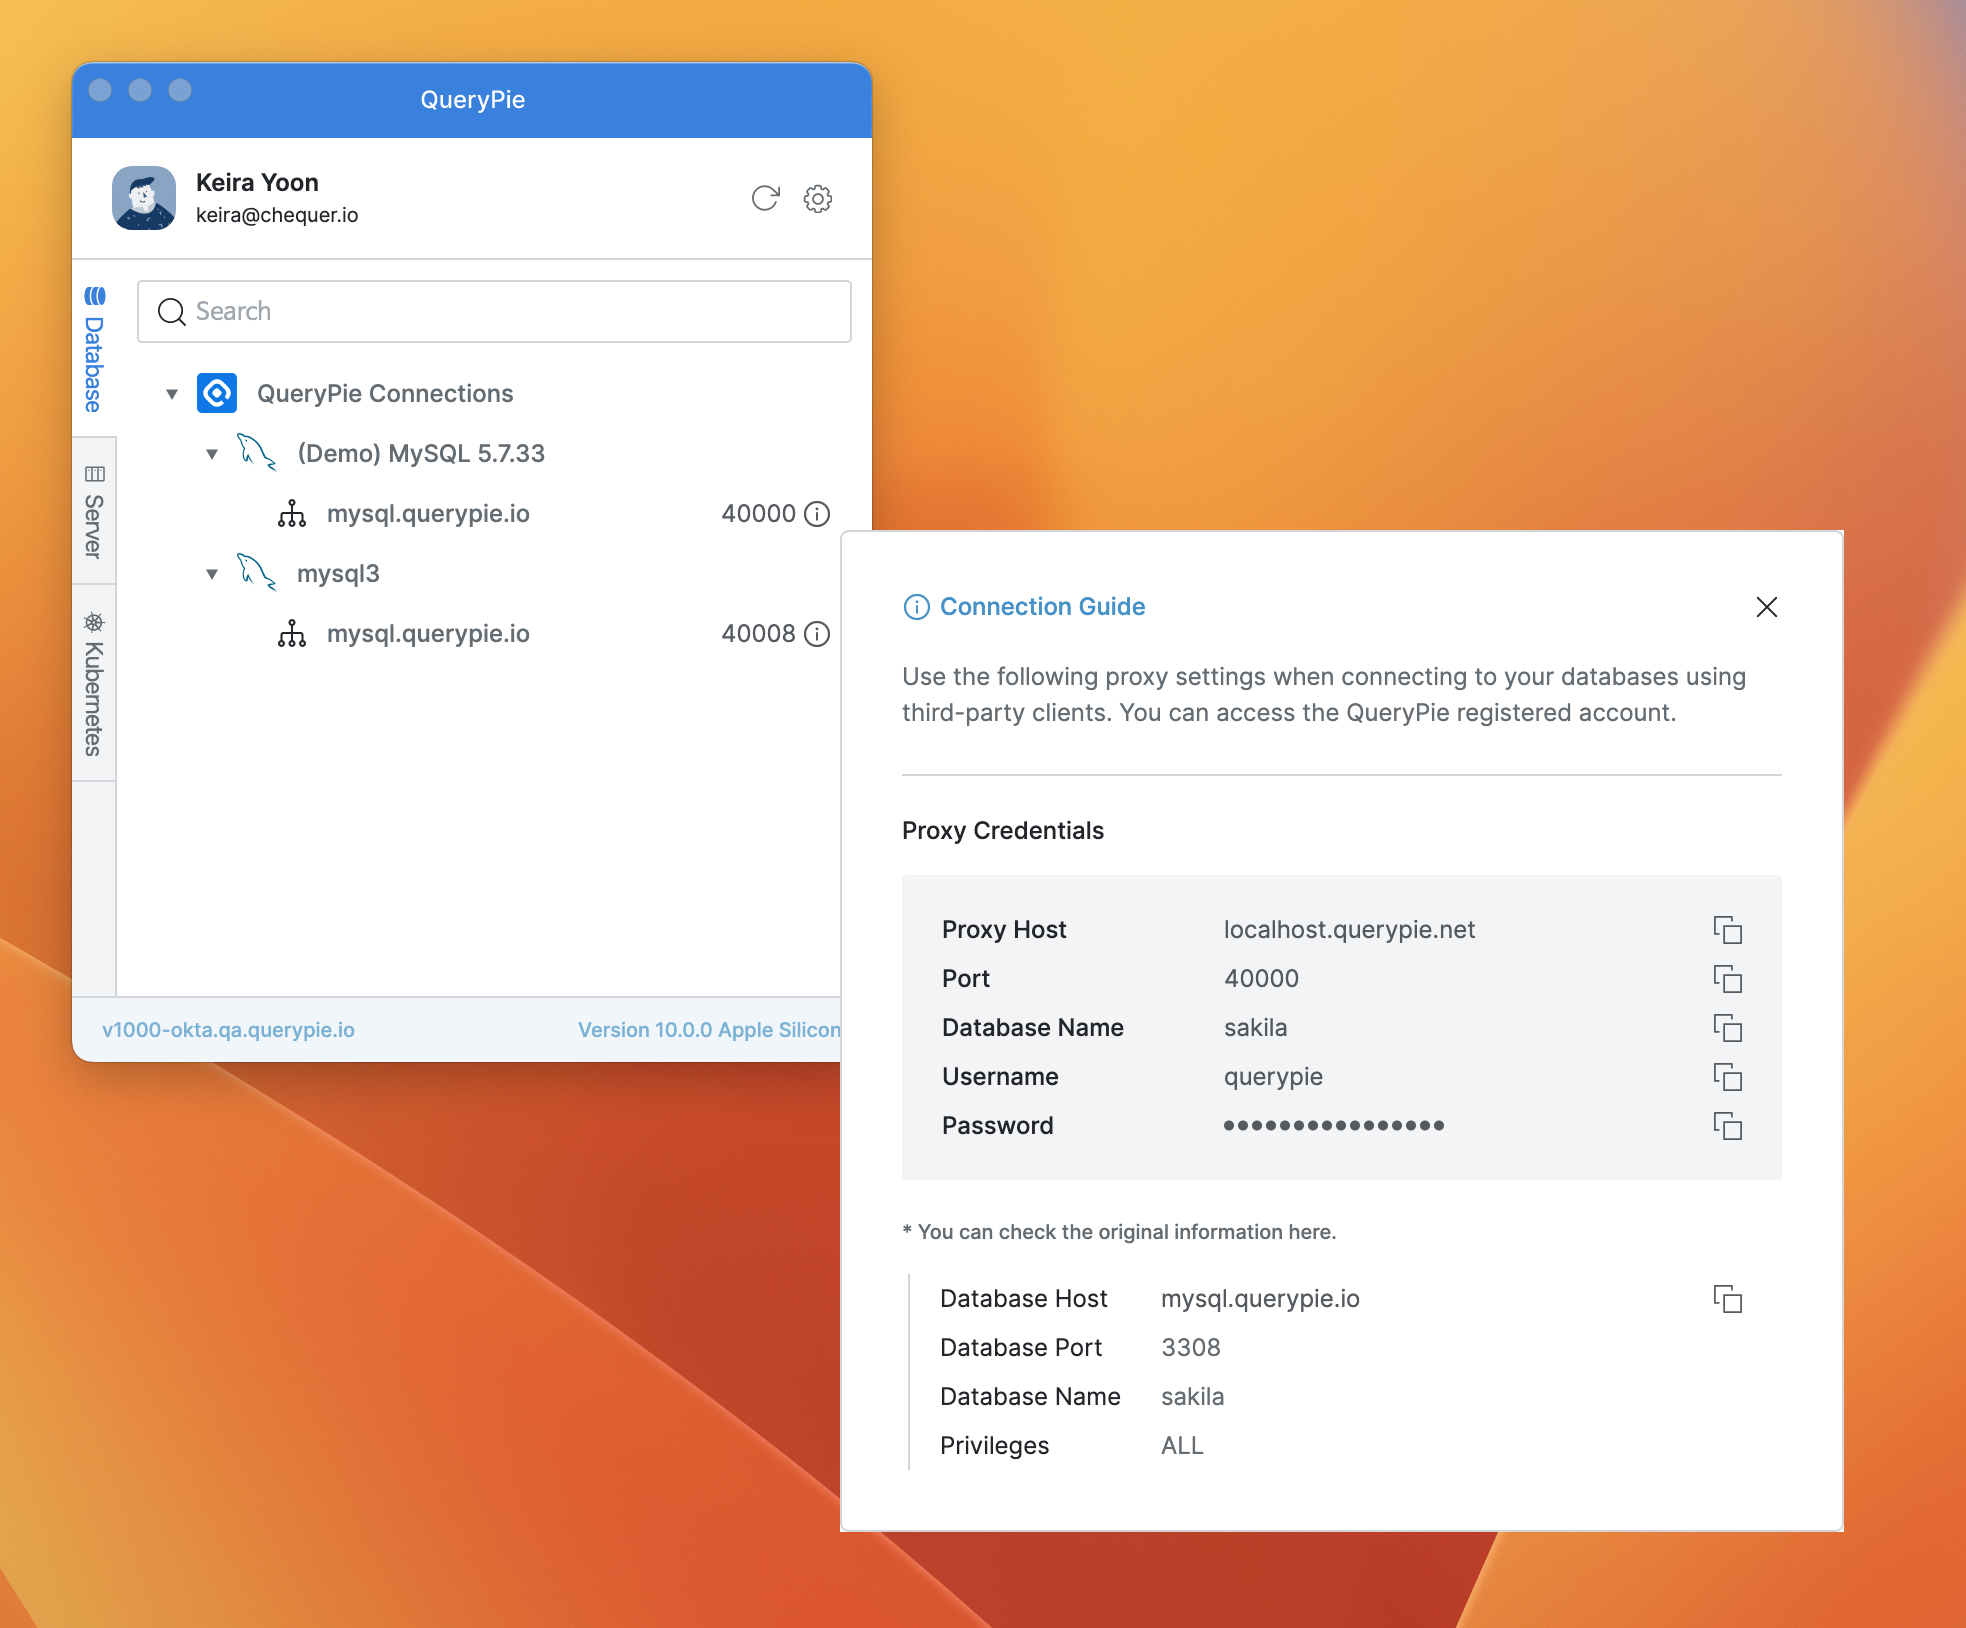 QueryPie
Keira Yoon
keira@chequer.io
Database
Server
Kubernetes
Search
QueryPie Connections
(Demo) MySQL 5.7.33
mysql.querypie.io 40000
mysql3
mysql.querypie.io 40008
v1000-okta.qa.querypie.io Version 10.0.0 Apple Silicon
Connection Guide
Use the following proxy settings when connecting to your databases using
third-party clients. You can access the QueryPie registered account.
Proxy Credentials
Proxy Host localhost.querypie.net
Port 40000
Database Name sakila
Username querypie
Password ••••••••••••••••
* You can check the original information here.
Database Host mysql.querypie.io
Database Port 3308
Database Name sakila
Privileges ALL